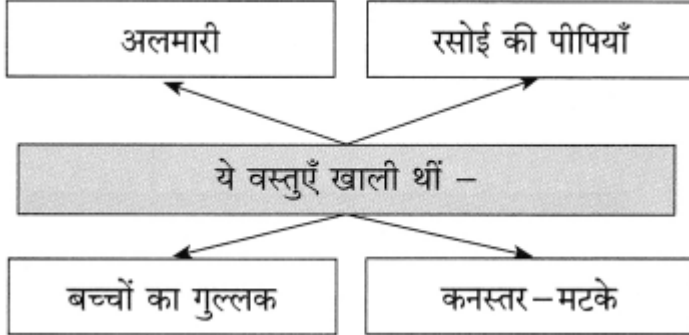 अलमारी
रसोई की पीपियाँ
ये वस्तुएँ खाली थीं –
बच्चों का गुल्लक
कनस्तर–मटके